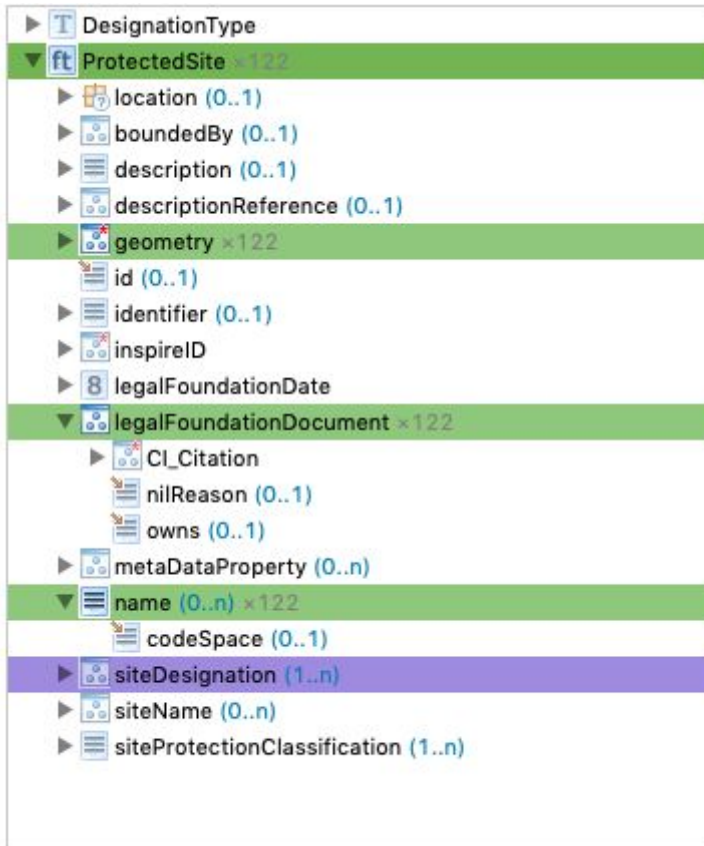 T DesignationType
ft ProtectedSite ×122
location (0..1)
boundedBy (0..1)
description (0..1)
descriptionReference (0..1)
geometry ×122
id (0..1)
identifier (0..1)
inspireID
8 legalFoundationDate
legalFoundationDocument ×122
CI_Citation
nilReason (0..1)
owns (0..1)
metaDataProperty (0..n)
name (0..n) ×122
codeSpace (0..1)
siteDesignation (1..n)
siteName (0..n)
siteProtectionClassification (1..n)